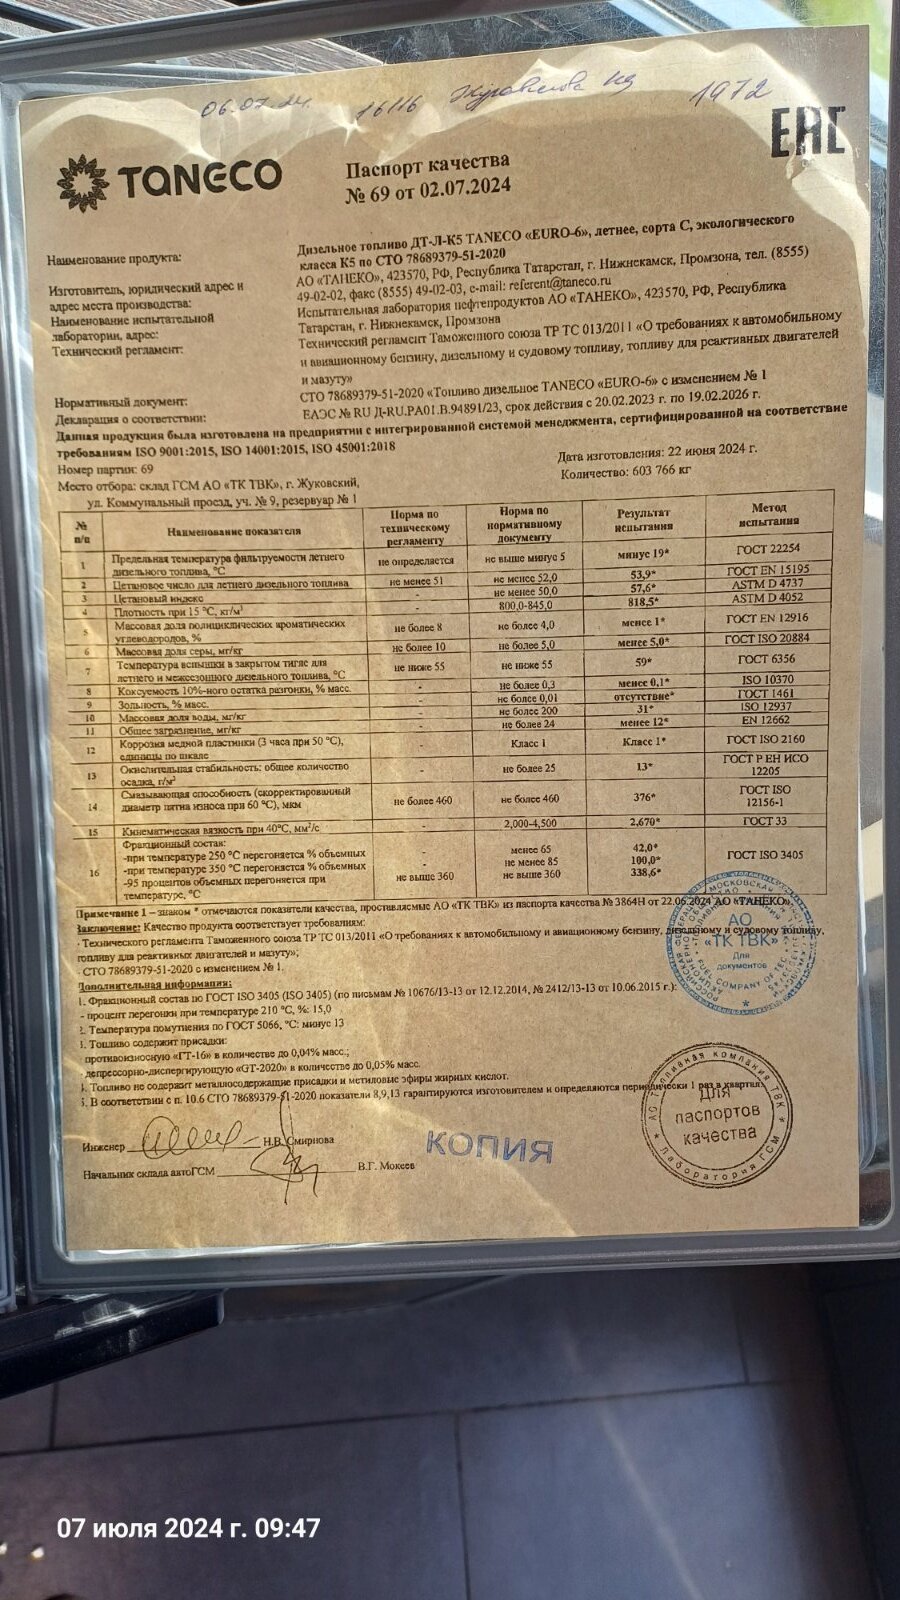 06.07.24. 16116 1972
EAC
TANECO
Паспорт качества
№ 69 от 02.07.2024
Наименование продукта:
Дизельное топливо ДТ-Л-К5 TANECO «EURO-6», летнее, сорта С, экологического
класса К5 по СТО 78689379-51-2020
Изготовитель, юридический адрес и
адрес места производства:
АО «ТАНЕКО», 423570, РФ, Республика Татарстан, г. Нижнекамск, Промзона, тел. (8555)
49-02-02, факс (8555) 49-02-03, e-mail: referent@taneco.ru
Наименование испытательной
лаборатории, адрес:
Испытательная лаборатория нефтепродуктов АО «ТАНЕКО», 423570, РФ, Республика
Татарстан, г. Нижнекамск, Промзона
Технический регламент:
Технический регламент Таможенного союза ТР ТС 013/2011 «О требованиях к автомобильному
и авиационному бензину, дизельному и судовому топливу, топливу для реактивных двигателей
и мазуту»
Нормативный документ:
СТО 78689379-51-2020 «Топливо дизельное TANECO «EURO-6» с изменением № 1
Декларация о соответствии:
ЕАЭС № RU Д-RU.РА01.В.94891/23, срок действия с 20.02.2023 г. по 19.02.2026 г.
Данная продукция была изготовлена на предприятии с интегрированной системой менеджмента, сертифицированной на соответствие
требованиям ISO 9001:2015, ISO 14001:2015, ISO 45001:2018
Номер партии: 69
Дата изготовления: 22 июня 2024 г.
Место отбора: склад ГСМ АО «ТК ТВК», г. Жуковский,
Количество: 603 766 кг
ул. Коммунальный проезд, уч. № 9, резервуар № 1
№ п/п Наименование показателя Норма по техническому регламенту Норма по нормативному документу Результат испытания Метод испытания
1 Предельная температура фильтруемости летнего дизельного топлива, °С не определяется не выше минус 5 минус 19* ГОСТ 22254
2 Цетановое число для летнего дизельного топлива не менее 51 не менее 52,0 53,9* ГОСТ EN 15195
3 Цетановый индекс - не менее 50,0 57,6* ASTM D 4737
4 Плотность при 15 °С, кг/м³ - 800,0-845,0 818,5* ASTM D 4052
5 Массовая доля полициклических ароматических углеводородов, % не более 8 не более 4,0 менее 1* ГОСТ EN 12916
6 Массовая доля серы, мг/кг не более 10 не более 5,0 менее 5,0* ГОСТ ISO 20884
7 Температура вспышки в закрытом тигле для летнего и межсезонного дизельного топлива, °С не ниже 55 не ниже 55 59* ГОСТ 6356
8 Коксуемость 10%-ного остатка разгонки, % масс. - не более 0,3 менее 0,1* ISO 10370
9 Зольность, % масс. - не более 0,01 отсутствие* ГОСТ 1461
10 Массовая доля воды, мг/кг - не более 200 31* ISO 12937
11 Общее загрязнение, мг/кг - не более 24 менее 12* EN 12662
12 Коррозия медной пластинки (3 часа при 50 °С), единицы по шкале - Класс 1 Класс 1* ГОСТ ISO 2160
13 Окислительная стабильность: общее количество осадка, г/м³ - не более 25 13* ГОСТ Р ЕН ИСО 12205
14 Смазывающая способность (скорректированный диаметр пятна износа при 60 °С), мкм не более 460 не более 460 376* ГОСТ ISO 12156-1
15 Кинематическая вязкость при 40°С, мм²/с - 2,000-4,500 2,670* ГОСТ 33
16 Фракционный состав: ГОСТ ISO 3405
-при температуре 250 °С перегоняется % объемных - менее 65 42,0*
-при температуре 350 °С перегоняется % объемных - не менее 85 100,0*
-95 процентов объемных перегоняется при температуре, °С не выше 360 не выше 360 338,6*
Примечание 1 – знаком * отмечаются показатели качества, проставляемые АО «ТК ТВК» из паспорта качества № 3864Н от 22.06.2024 АО «ТАНЕКО».
Заключение: Качество продукта соответствует требованиям:
- Технического регламента Таможенного союза ТР ТС 013/2011 «О требованиях к автомобильному и авиационному бензину, дизельному и судовому топливу,
топливу для реактивных двигателей и мазуту»;
- СТО 78689379-51-2020 с изменением № 1.
Дополнительная информация:
1. Фракционный состав по ГОСТ ISO 3405 (ISO 3405) (по письмам № 10676/13-13 от 12.12.2014, № 2412/13-13 от 10.06.2015 г.):
- процент перегонки при температуре 210 °С, %: 15,0
2. Температура помутнения по ГОСТ 5066, °С: минус 13
3. Топливо содержит присадки:
противоизносную «ГТ-16» в количестве до 0,04% масс.;
депрессорно-диспергирующую «GT-2020» в количестве до 0,05% масс.
4. Топливо не содержит металлосодержащие присадки и метиловые эфиры жирных кислот.
5. В соответствии с п. 10.6 СТО 78689379-51-2020 показатели 8,9,13 гарантируются изготовителем и определяются периодически 1 раз в квартал.
АО
«ТК ТВК»
Для
документов
FUEL COMPANY OF TEC
Инженер Н.В. Смирнова
Начальник склада автоГСМ В.Г. Мокеев
КОПИЯ
АО Топливная компания ТВК
Для
паспортов
качества
Лаборатория ГСМ
07 июля 2024 г. 09:47